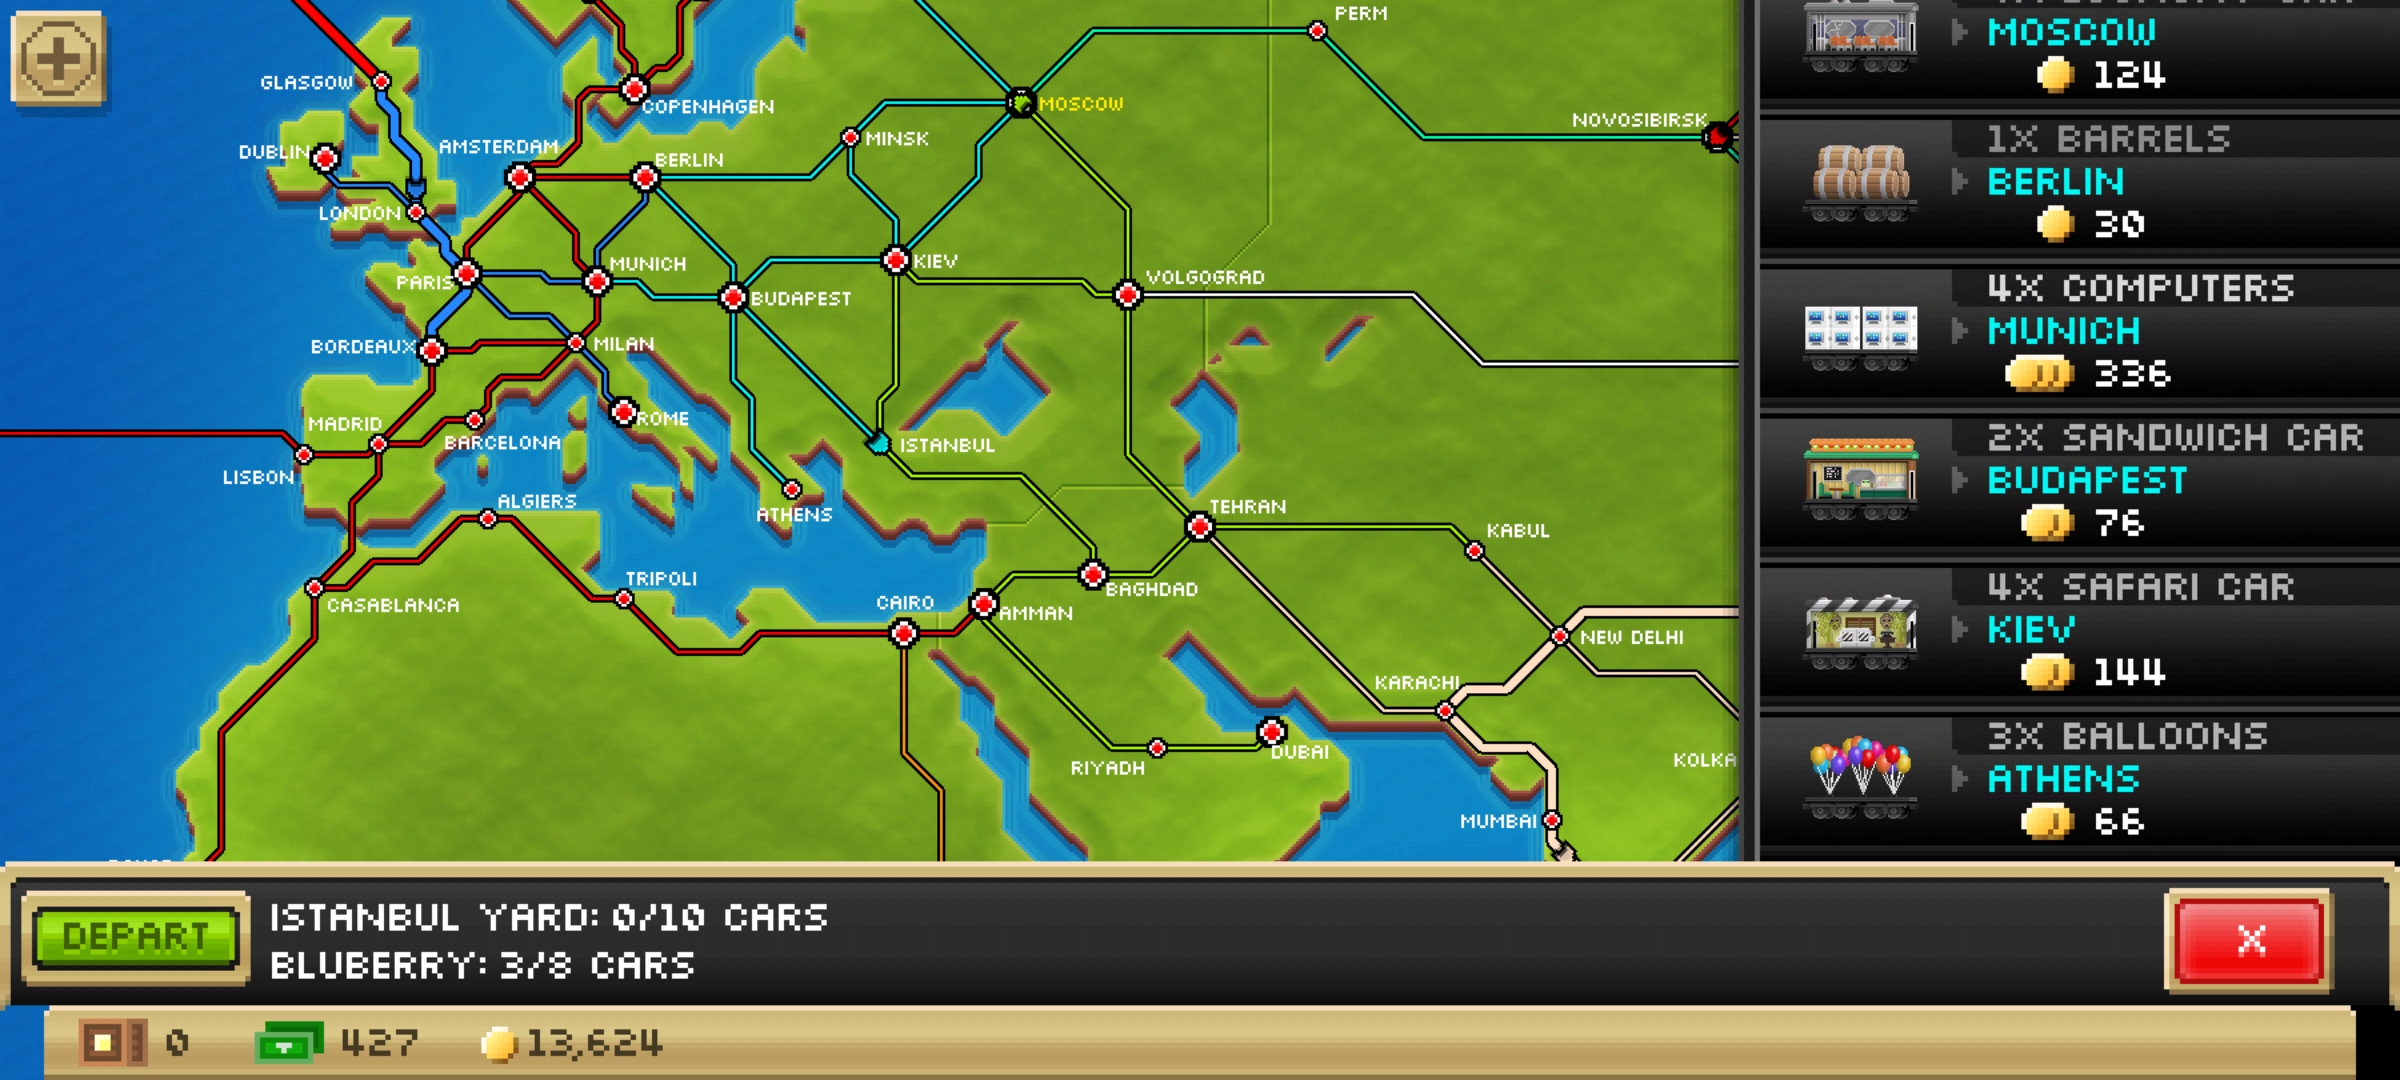 PERM
MOSCOW
124
GLASGOW
COPENHAGEN
MOSCOW
NOVOSIBIRSK
1X BARRELS
BERLIN
30
DUBLIN
AMSTERDAM
BERLIN
MINSK
LONDON
PARIS
MUNICH
KIEV
BUDAPEST
VOLGOGRAD
4X COMPUTERS
MUNICH
336
BORDEAUX
MILAN
MADRID
BARCELONA
ROME
ISTANBUL
LISBON
2X SANDWICH CAR
BUDAPEST
76
ALGIERS
ATHENS
TEHRAN
KABUL
TRIPOLI
CASABLANCA
CAIRO
AMMAN
BAGHDAD
NEW DELHI
4X SAFARI CAR
KIEV
144
KARACHI
RIYADH
DUBAI
KOLKA
MUMBAI
3X BALLOONS
ATHENS
66
DEPART
ISTANBUL YARD: 0/10 CARS
BLUBERRY: 3/8 CARS
X
0
427
13,624